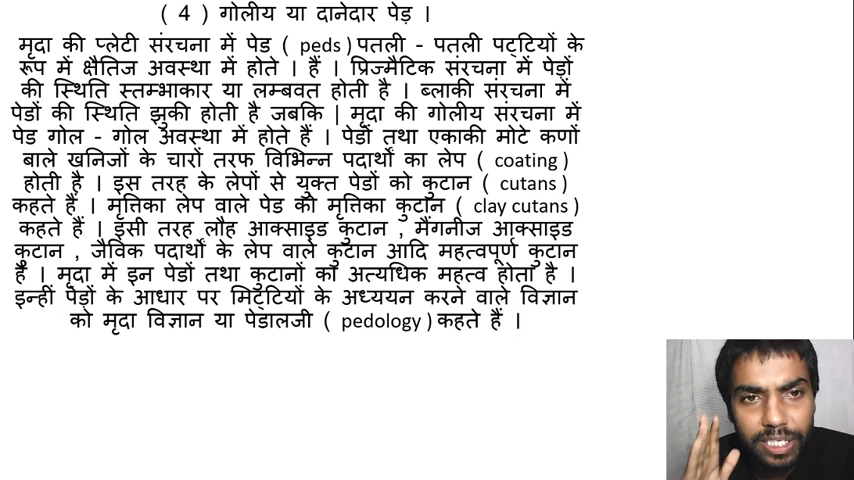 ( 4 ) गोलीय या दानेदार पेड़ ।
मृदा की प्लेटी संरचना में पेड ( peds ) पतली - पतली पट्टियों के
रूप में क्षैतिज अवस्था में होते । हैं । प्रिज्मैटिक संरचना में पेड़ों
की स्थिति स्तम्भाकार या लम्बवत होती है । ब्लाकी संरचना में
पेडों की स्थिति झुकी होती है जबकि | मृदा की गोलीय संरचना में
पेड गोल - गोल अवस्था में होते हैं । पेडों तथा एकाकी मोटे कणों
बाले खनिजों के चारों तरफ विभिन्न पदार्थों का लेप ( coating )
होती है । इस तरह के लेपों से युक्त पेडों को कुटान ( cutans )
कहते हैं । मृत्तिका लेप वाले पेड को मृत्तिका कुटान ( clay cutans )
कहते हैं । इसी तरह लौह आक्साइड कुटान , मैंगनीज आक्साइड
कुटान , जैविक पदार्थों के लेप वाले कुटान आदि महत्वपूर्ण कुटान
हैं । मृदा में इन पेडों तथा कुटानों का अत्यधिक महत्व होता है ।
इन्हीं पेड़ों के आधार पर मिट्टियों के अध्ययन करने वाले विज्ञान
को मृदा विज्ञान या पेडालजी ( pedology ) कहते हैं ।